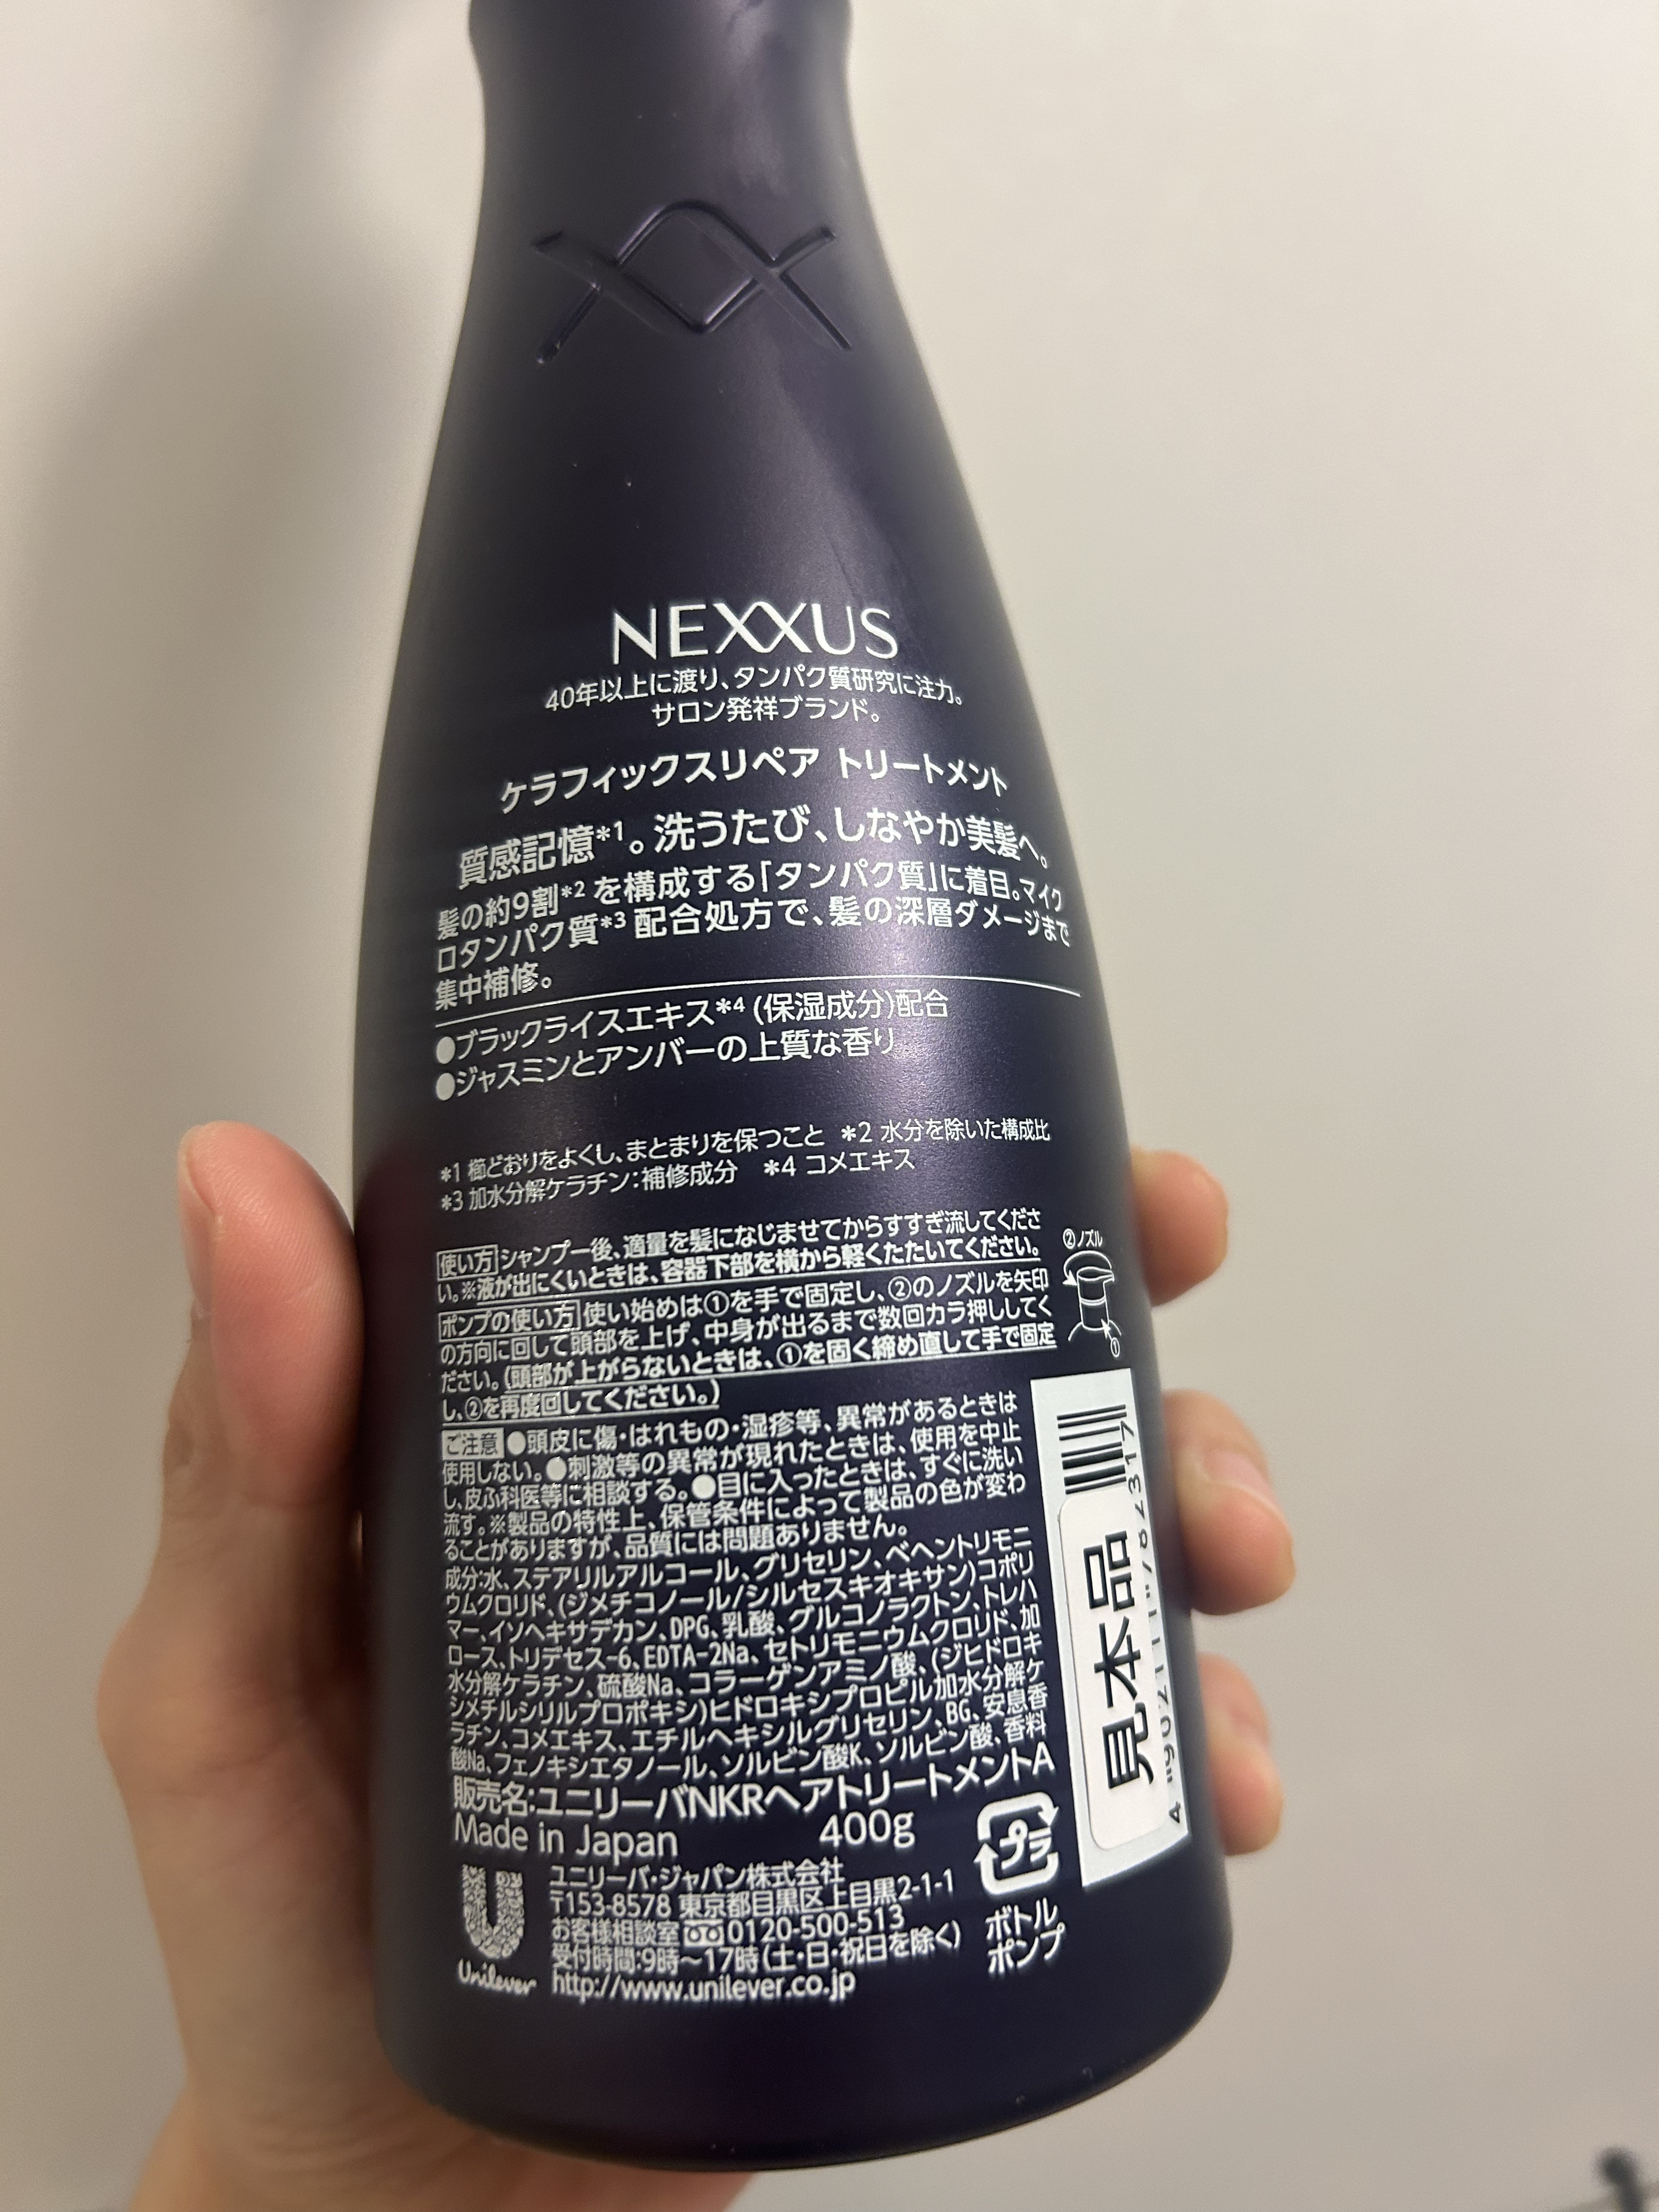 NEXXUS
40年以上に渡り、タンパク質研究に注力。
サロン発祥ブランド。
ケラフィックスリペア トリートメント
質感記憶*1。洗うたび、しなやか美髪へ。
髪の約9割*2を構成する「タンパク質」に着目。マイク
ロタンパク質*3配合処方で、髪の深層ダメージまで
集中補修。
●ブラックライスエキス*4(保湿成分)配合
●ジャスミンとアンバーの上質な香り
*1 櫛どおりをよくし、まとまりを保つこと *2 水分を除いた構成比
*3 加水分解ケラチン:補修成分 *4 コメエキス
使い方 シャンプー後、適量を髪になじませてからすすぎ流してくださ
い。※液が出にくいときは、容器下部を横から軽くたたいてください。
ポンプの使い方 使い始めは①を手で固定し、②のノズルを矢印
の方向に回して頭部を上げ、中身が出るまで数回カラ押ししてく
ださい。(頭部が上がらないときは、①を固く締め直して手で固定
し、②を再度回してください。)
②ノズル
①
ご注意 ●頭皮に傷・はれもの・湿疹等、異常があるときは
使用しない。●刺激等の異常が現れたときは、使用を中止
し、皮ふ科医等に相談する。●目に入ったときは、すぐに洗い
流す。※製品の特性上、保管条件によって製品の色が変わ
ることがありますが、品質には問題ありません。
成分:水、ステアリルアルコール、グリセリン、ベヘントリモニ
ウムクロリド、(ジメチコノール/シルセスキオキサン)コポリ
マー、イソヘキサデカン、DPG、乳酸、グルコノラクトン、トレハ
ロース、トリデセス-6、EDTA-2Na、セトリモニウムクロリド、加
水分解ケラチン、硫酸Na、コラーゲンアミノ酸、(ジヒドロキ
シメチルシリルプロポキシ)ヒドロキシプロピル加水分解ケ
ラチン、コメエキス、エチルヘキシルグリセリン、BG、安息香
酸Na、フェノキシエタノール、ソルビン酸K、ソルビン酸、香料
販売名:ユニリーバNKRヘアトリートメントA
Made in Japan 400g
見本品
プラ
ボトル
ポンプ
Unilever
ユニリーバ・ジャパン株式会社
〒153-8578 東京都目黒区上目黒2-1-1
お客様相談室 0120-500-513
受付時間:9時～17時(土・日・祝日を除く)
http://www.unilever.co.jp